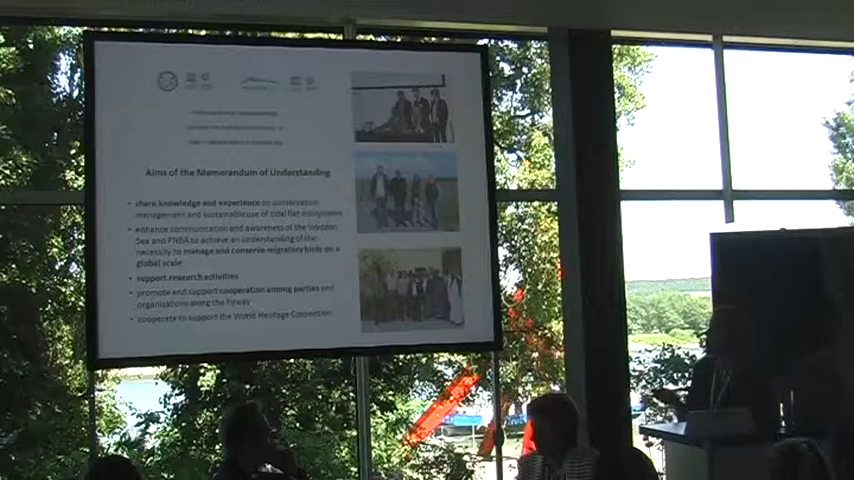 Aims of the Memorandum of Understanding
• share knowledge and experience on conservation
management and sustainable use of tidal flat ecosystems
• enhance communication and awareness of the Wadden
Sea and PNBA to achieve an understanding of the
necessity to manage and conserve migratory birds on a
global scale
• support research activities
• promote and support cooperation among parties and
organizations along the flyway
• cooperate to support the World Heritage Convention